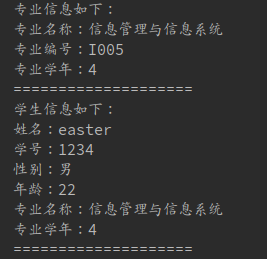 专业信息如下：
专业名称：信息管理与信息系统
专业编号：I005
专业学年：4
=====================
学生信息如下：
姓名：easter
学号：1234
性别：男
年龄：22
专业名称：信息管理与信息系统
专业学年：4
=====================